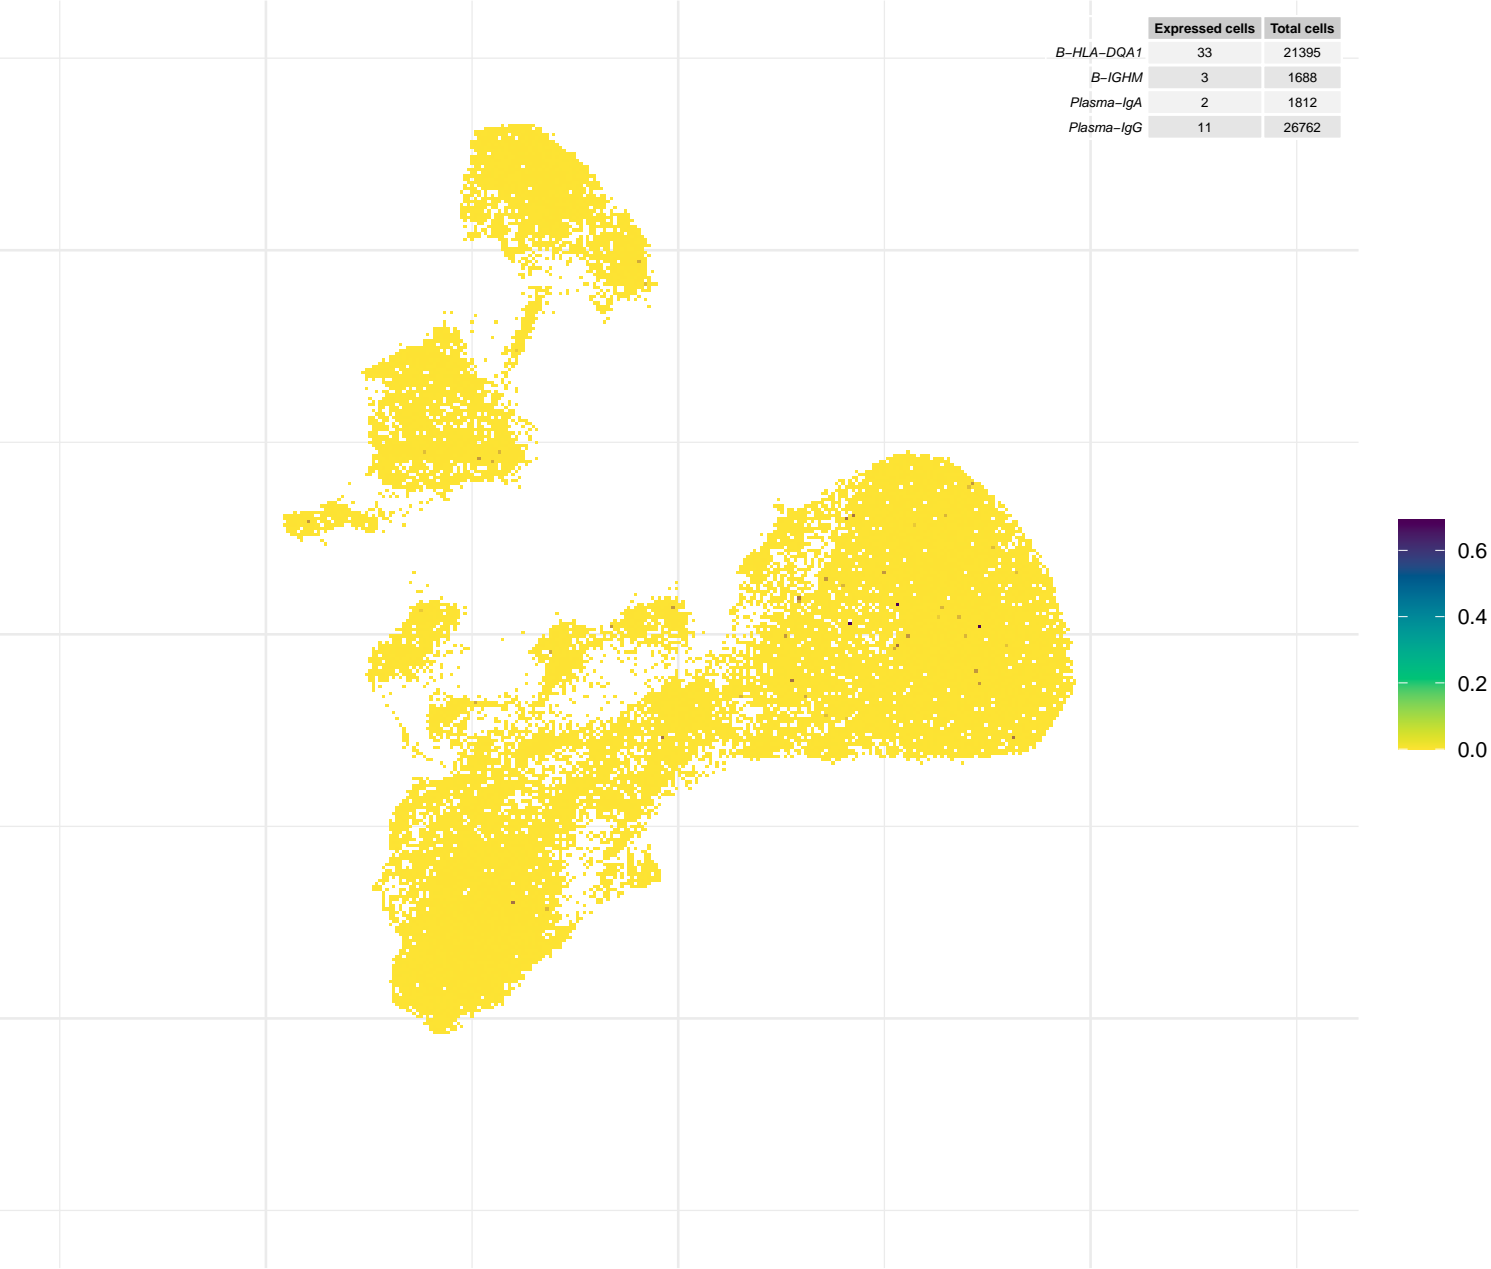 Expressed cells Total cells
B−HLA−DQA1 33 21395
B−IGHM 3 1688
Plasma−IgA 2 1812
Plasma−IgG 11 26762
0.6
0.4
0.2
0.0